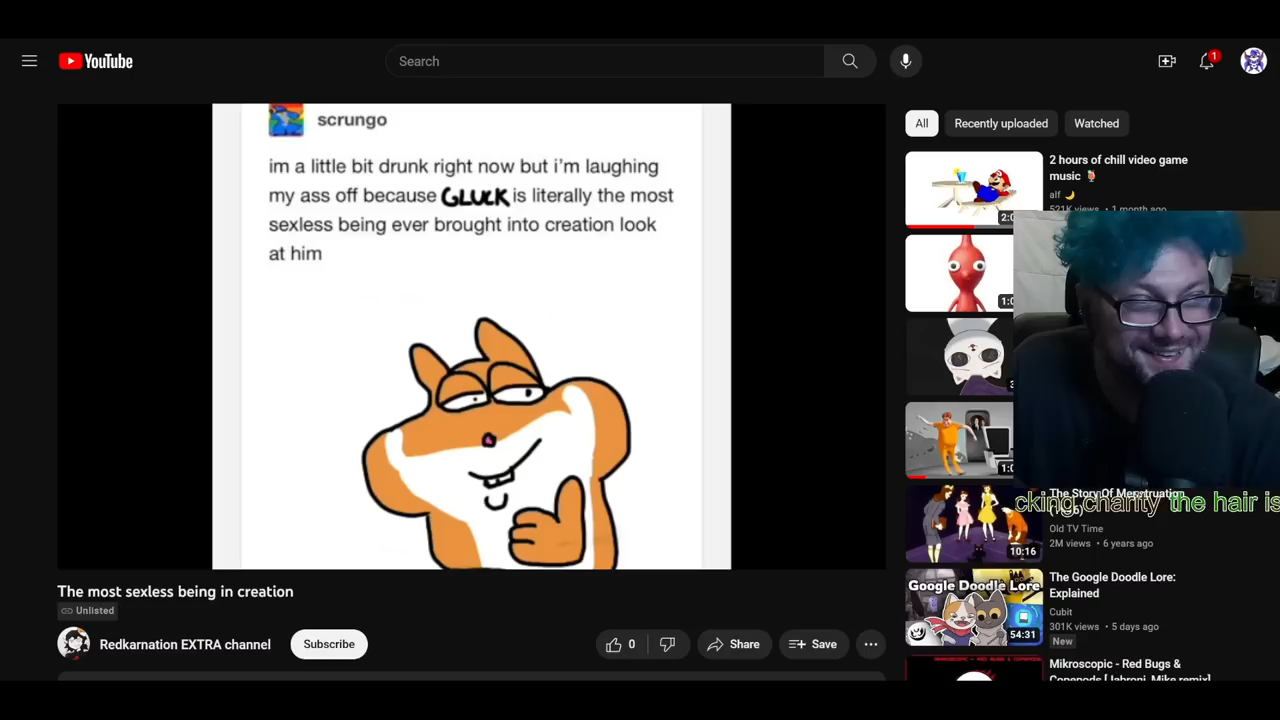 YouTube
Search
1
scrungo
im a little bit drunk right now but i'm laughing
my ass off because GLUCK is literally the most
sexless being ever brought into creation look
at him
The most sexless being in creation
Unlisted
Redkarnation EXTRA channel
Subscribe
0
Share
Save
All
Recently uploaded
Watched
2 hours of chill video game
music
alf
521K views • 1 month ago
2:0
1:0
3
1:0
cking charity the hair is
The Story Of Menstruation
Old TV Time
2M views • 6 years ago
10:16
Google Doodle Lore
54:31
The Google Doodle Lore:
Explained
Cubit
301K views • 5 days ago
New
Mikroscopic - Red Bugs &
Copepods [Jabroni Mike remix]